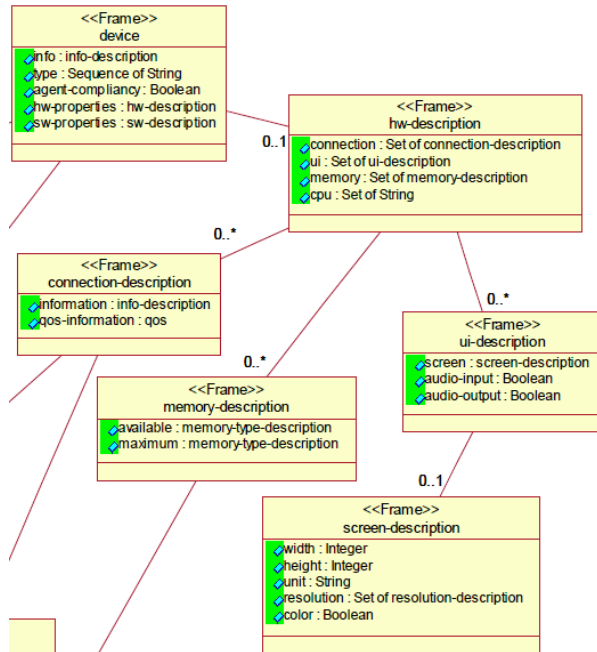 <<Frame>>
device
info : info-description
type : Sequence of String
agent-compliancy : Boolean
hw-properties : hw-description
sw-properties : sw-description
0..1
<<Frame>>
hw-description
connection : Set of connection-description
ui : Set of ui-description
memory : Set of memory-description
cpu : Set of String
0..*
<<Frame>>
connection-description
information : info-description
qos-information : qos
0..*
<<Frame>>
ui-description
screen : screen-description
audio-input : Boolean
audio-output : Boolean
0..*
<<Frame>>
memory-description
available : memory-type-description
maximum : memory-type-description
0..1
<<Frame>>
screen-description
width : Integer
height : Integer
unit : String
resolution : Set of resolution-description
color : Boolean